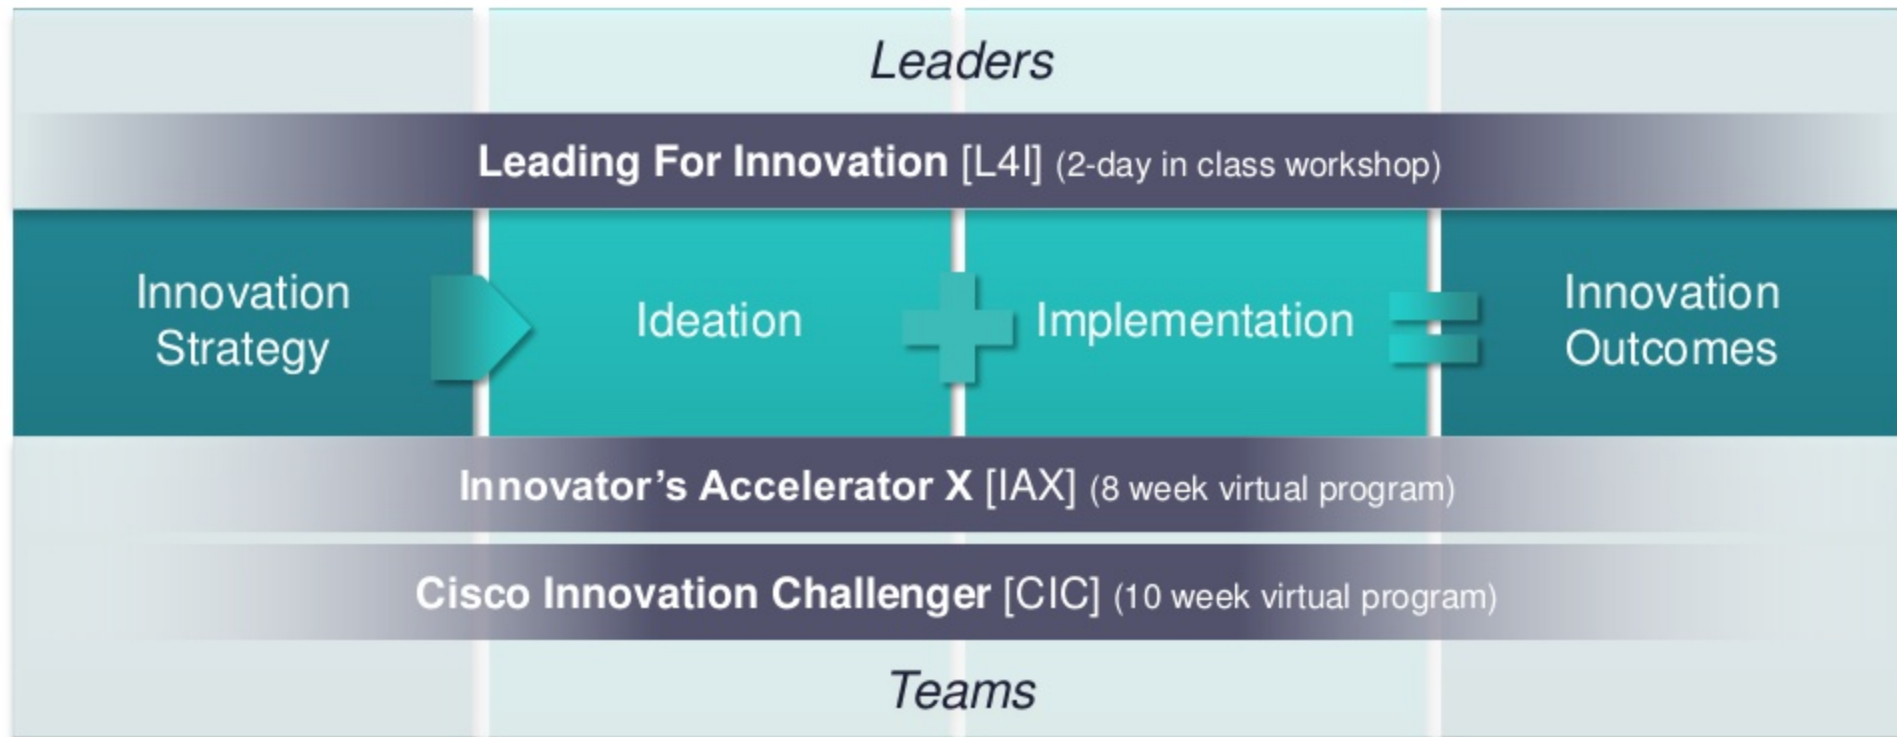 Leaders
Leading For Innovation [L4I] (2-day in class workshop)
Innovation
Strategy
Ideation
Implementation
Innovation
Outcomes
Innovator’s Accelerator X [IAX] (8 week virtual program)
Cisco Innovation Challenger [CIC] (10 week virtual program)
Teams